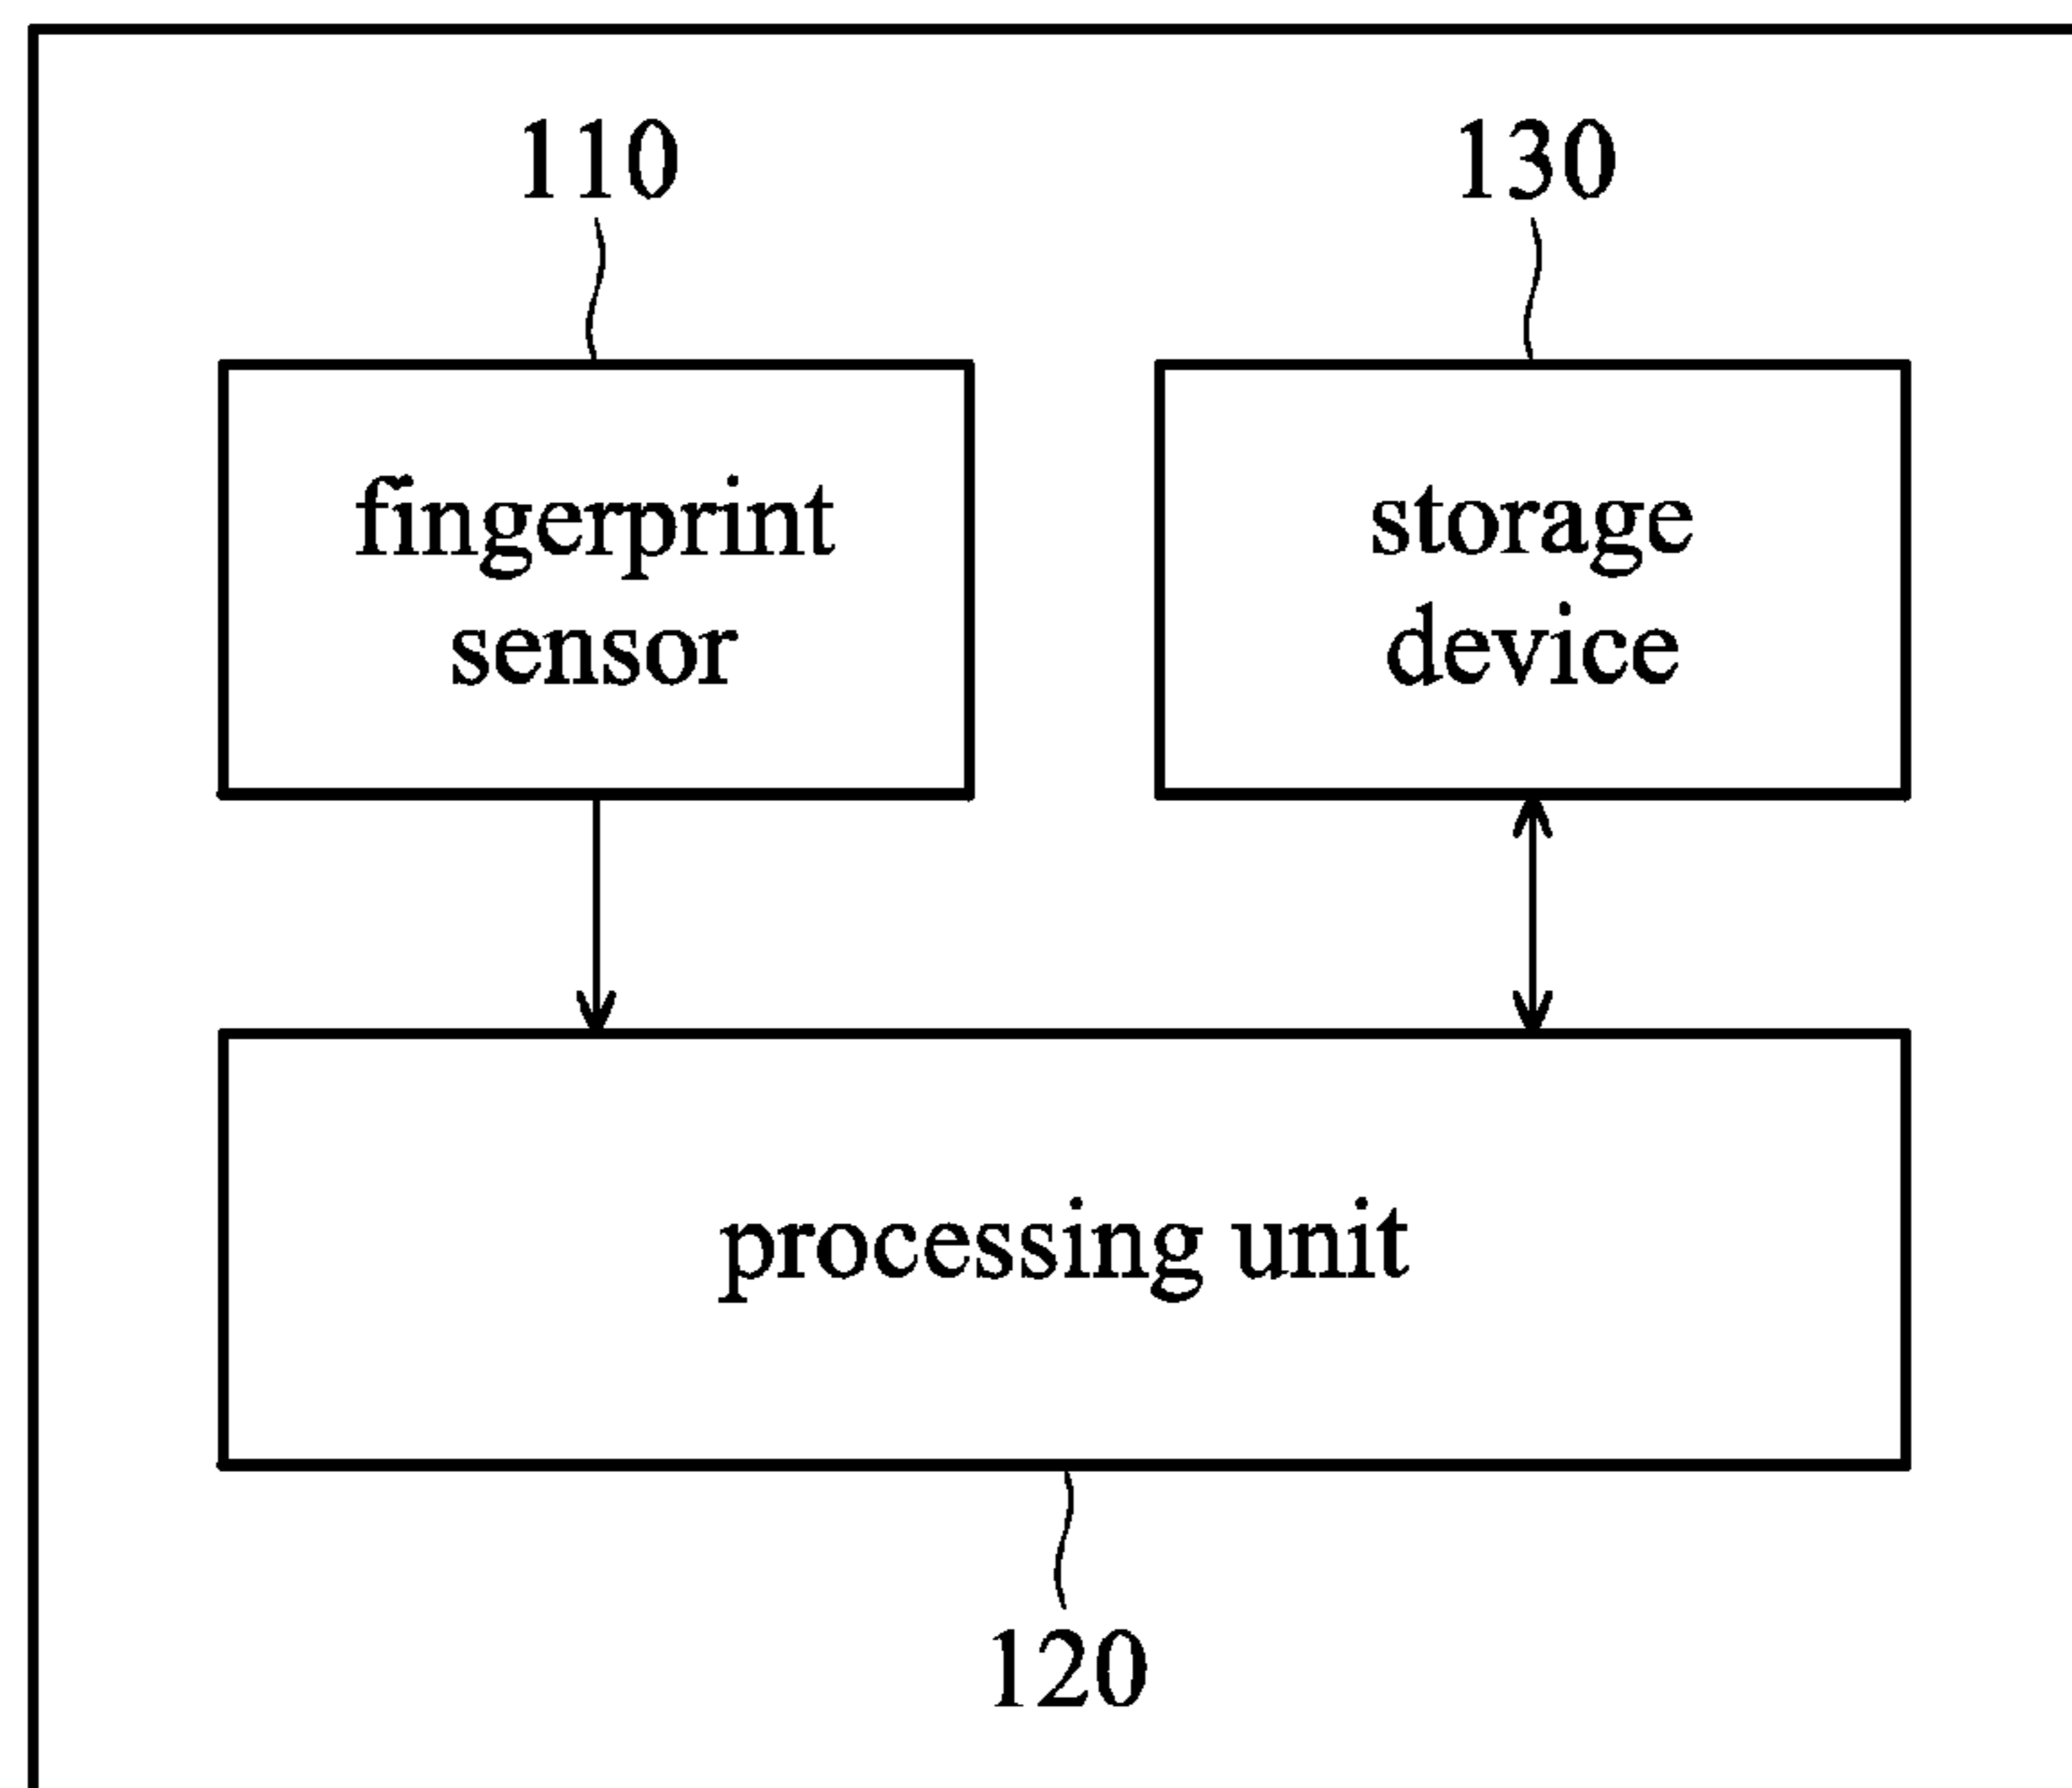 110
130
fingerprint
sensor
storage
device
processing unit
120